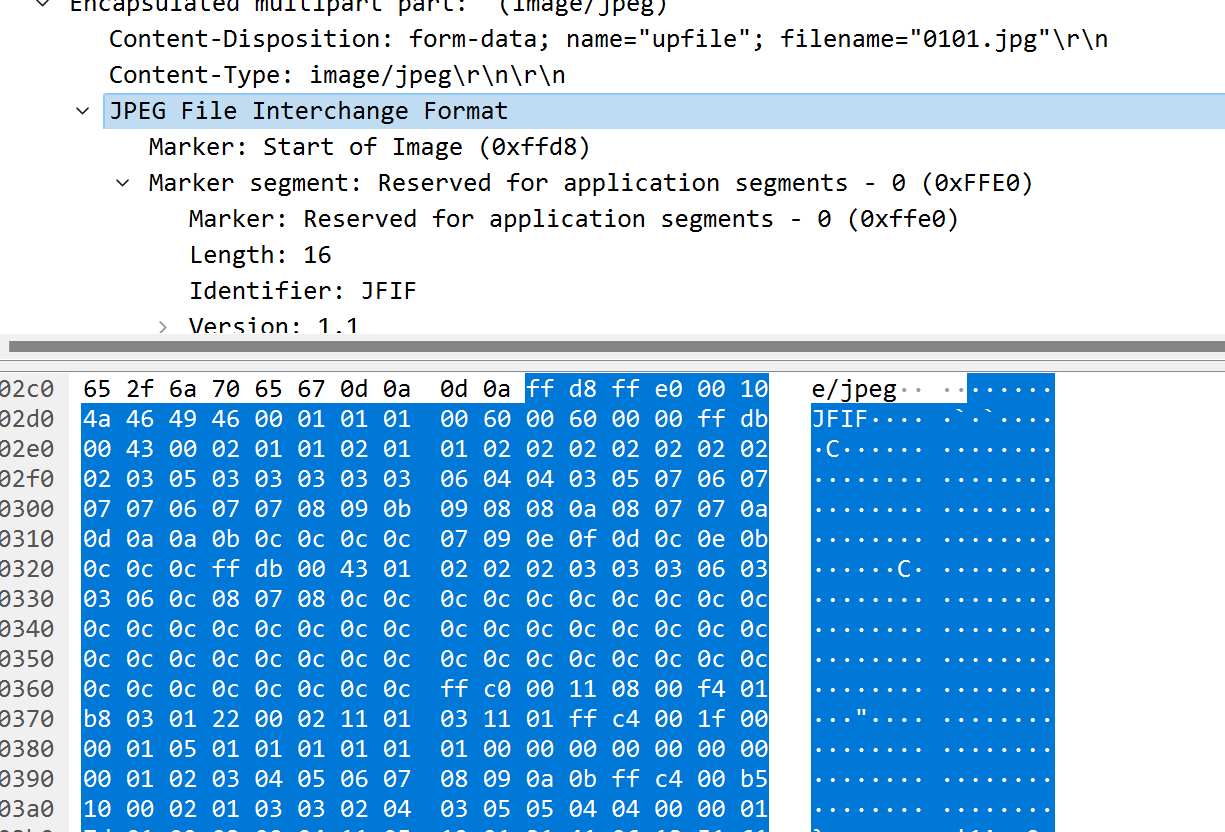 Encapsulated multipart part:  (image/jpeg)
Content-Disposition: form-data; name="upfile"; filename="0101.jpg"\r\n
Content-Type: image/jpeg\r\n\r\n
JPEG File Interchange Format
Marker: Start of Image (0xffd8)
Marker segment: Reserved for application segments - 0 (0xFFE0)
Marker: Reserved for application segments - 0 (0xffe0)
Length: 16
Identifier: JFIF
Version: 1.1
02c0 65 2f 6a 70 65 67 0d 0a 0d 0a ff d8 ff e0 00 10 e/jpeg·· ········
02d0 4a 46 49 46 00 01 01 01 00 60 00 60 00 00 ff db JFIF···· ·`·`····
02e0 00 43 00 02 01 01 02 01 01 02 02 02 02 02 02 02 ·C······ ········
02f0 02 03 05 03 03 03 03 03 06 04 04 03 05 07 06 07 ········ ········
0300 07 07 06 07 07 08 09 0b 09 08 08 0a 08 07 07 0a ········ ········
0310 0d 0a 0a 0b 0c 0c 0c 0c 07 09 0e 0f 0d 0c 0e 0b ········ ········
0320 0c 0c 0c ff db 00 43 01 02 02 02 03 03 03 06 03 ······C· ········
0330 03 06 0c 08 07 08 0c 0c 0c 0c 0c 0c 0c 0c 0c 0c ········ ········
0340 0c 0c 0c 0c 0c 0c 0c 0c 0c 0c 0c 0c 0c 0c 0c 0c ········ ········
0350 0c 0c 0c 0c 0c 0c 0c 0c 0c 0c 0c 0c 0c 0c 0c 0c ········ ········
0360 0c 0c 0c 0c 0c 0c 0c 0c ff c0 00 11 08 00 f4 01 ········ ········
0370 b8 03 01 22 00 02 11 01 03 11 01 ff c4 00 1f 00 ···"···· ········
0380 00 01 05 01 01 01 01 01 01 00 00 00 00 00 00 00 ········ ········
0390 00 01 02 03 04 05 06 07 08 09 0a 0b ff c4 00 b5 ········ ········
03a0 10 00 02 01 03 03 02 04 03 05 05 04 04 00 00 01 ········ ········